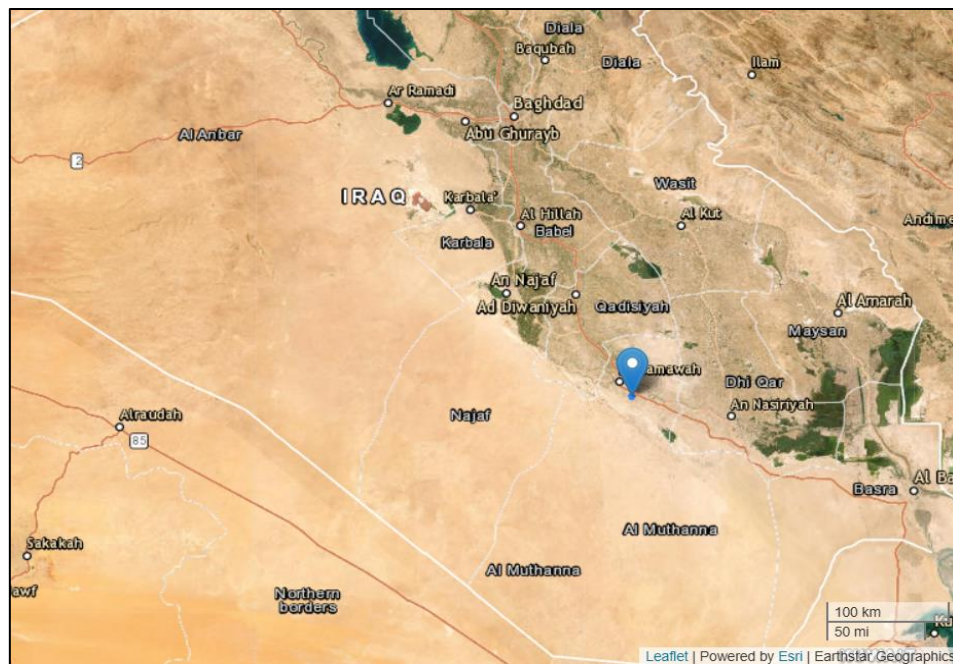 Diala
Baqubah
Diala
Ilam
Ar Ramadi
Baghdad
Al Anbar
Abu Ghurayb
2
Wasit
IRAQ
Karbala'
Al Hillah
Babel
Al Kut
Andime
Karbala
An Najaf
Ad Diwaniyah
Qadisiyah
Al Amarah
Maysan
amawah
Dhi Qar
An Nasiriyah
Alraudah
85
Najaf
Basra
Al Ba
Al Muthanna
Sakakah
Al Muthanna
awf
Northern
borders
100 km
50 mi
Ku
Leaflet | Powered by Esri | Earthstar Geographics